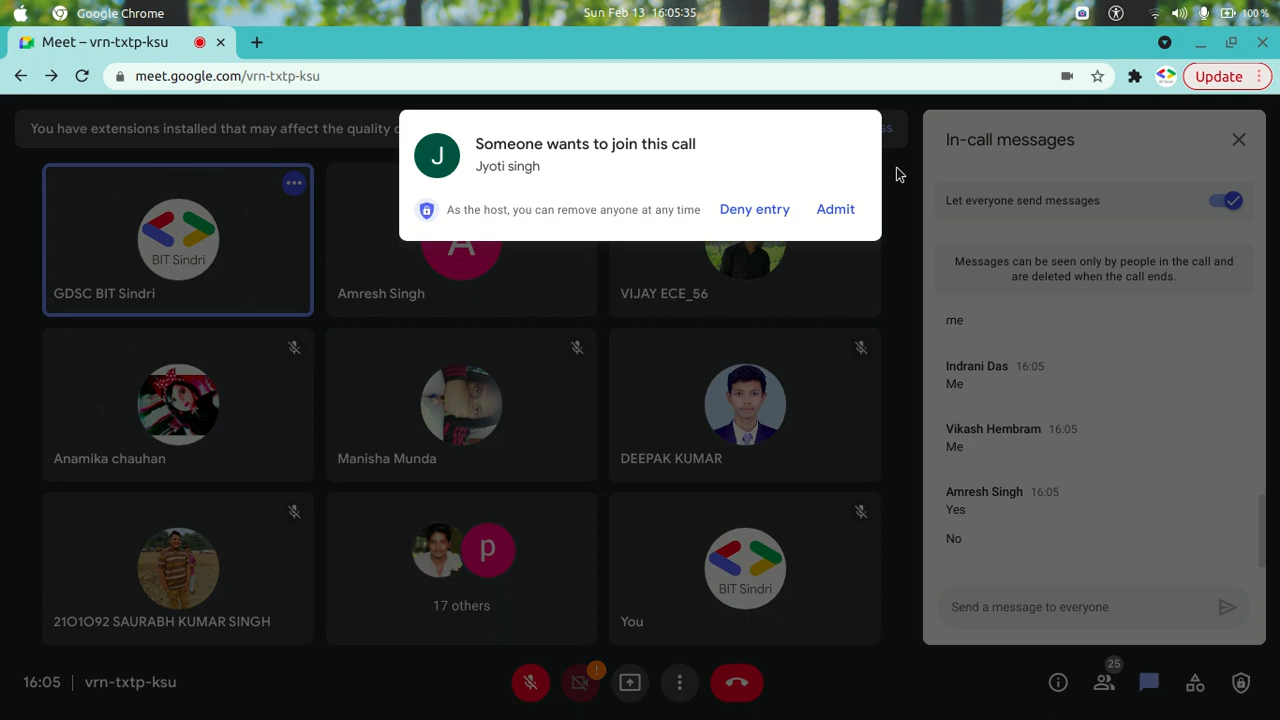 Google Chrome
Sun Feb 13 16:05:35
100 %
Meet – vrn-txtp-ksu
meet.google.com/vrn-txtp-ksu
Update
You have extensions installed that may affect the quality
ss
J
Someone wants to join this call
Jyoti singh
As the host, you can remove anyone at any time
Deny entry
Admit
BIT Sindri
GDSC BIT Sindri
A
Amresh Singh
VIJAY ECE_56
Anamika chauhan
Manisha Munda
DEEPAK KUMAR
21O1O92 SAURABH KUMAR SINGH
p
17 others
BIT Sindri
You
In-call messages
Let everyone send messages
Messages can be seen only by people in the call and
are deleted when the call ends.
me
Indrani Das 16:05
Me
Vikash Hembram 16:05
Me
Amresh Singh 16:05
Yes
No
Send a message to everyone
16:05 | vrn-txtp-ksu
25